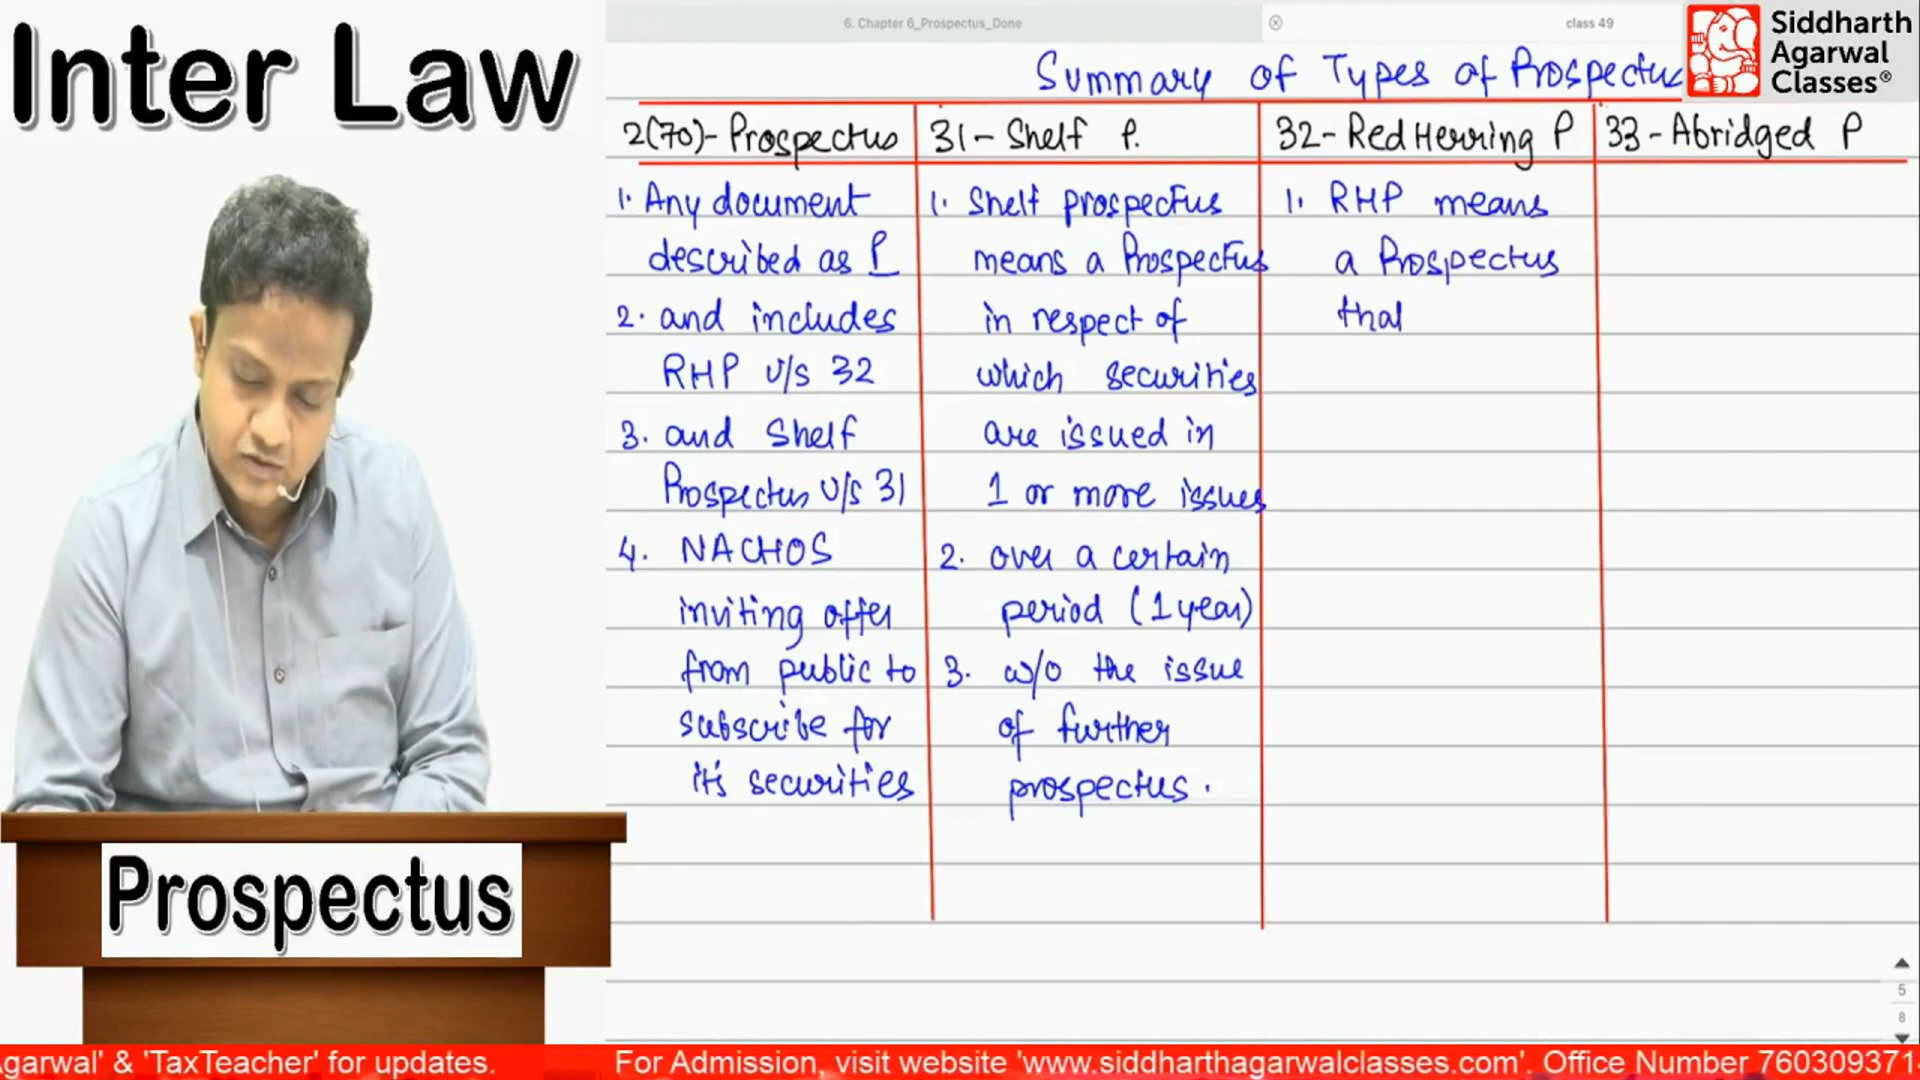 Inter Law
6. Chapter 6_Prospectus_Done
class 49
Siddharth
Agarwal
Classes®
Summary of Types of Prospectus
2(70)- Prospectus
1. Any document
described as P
2. and includes
RHP u/s 32
3. and Shelf
Prospectus u/s 31
4. NACHOS
inviting offer
from public to
subscribe for
it's securities
31- Shelf P.
1. Shelf prospectus
means a Prospectus
in respect of
which securities
are issued in
1 or more issues
2. over a certain
period (1 year)
3. w/o the issue
of further
prospectus.
32- Red Herring P
1. RHP means
a Prospectus
that
33- Abridged P
Prospectus
5
8
Agarwal' & 'TaxTeacher' for updates. For Admission, visit website 'www.siddharthagarwalclasses.com'. Office Number 760309371